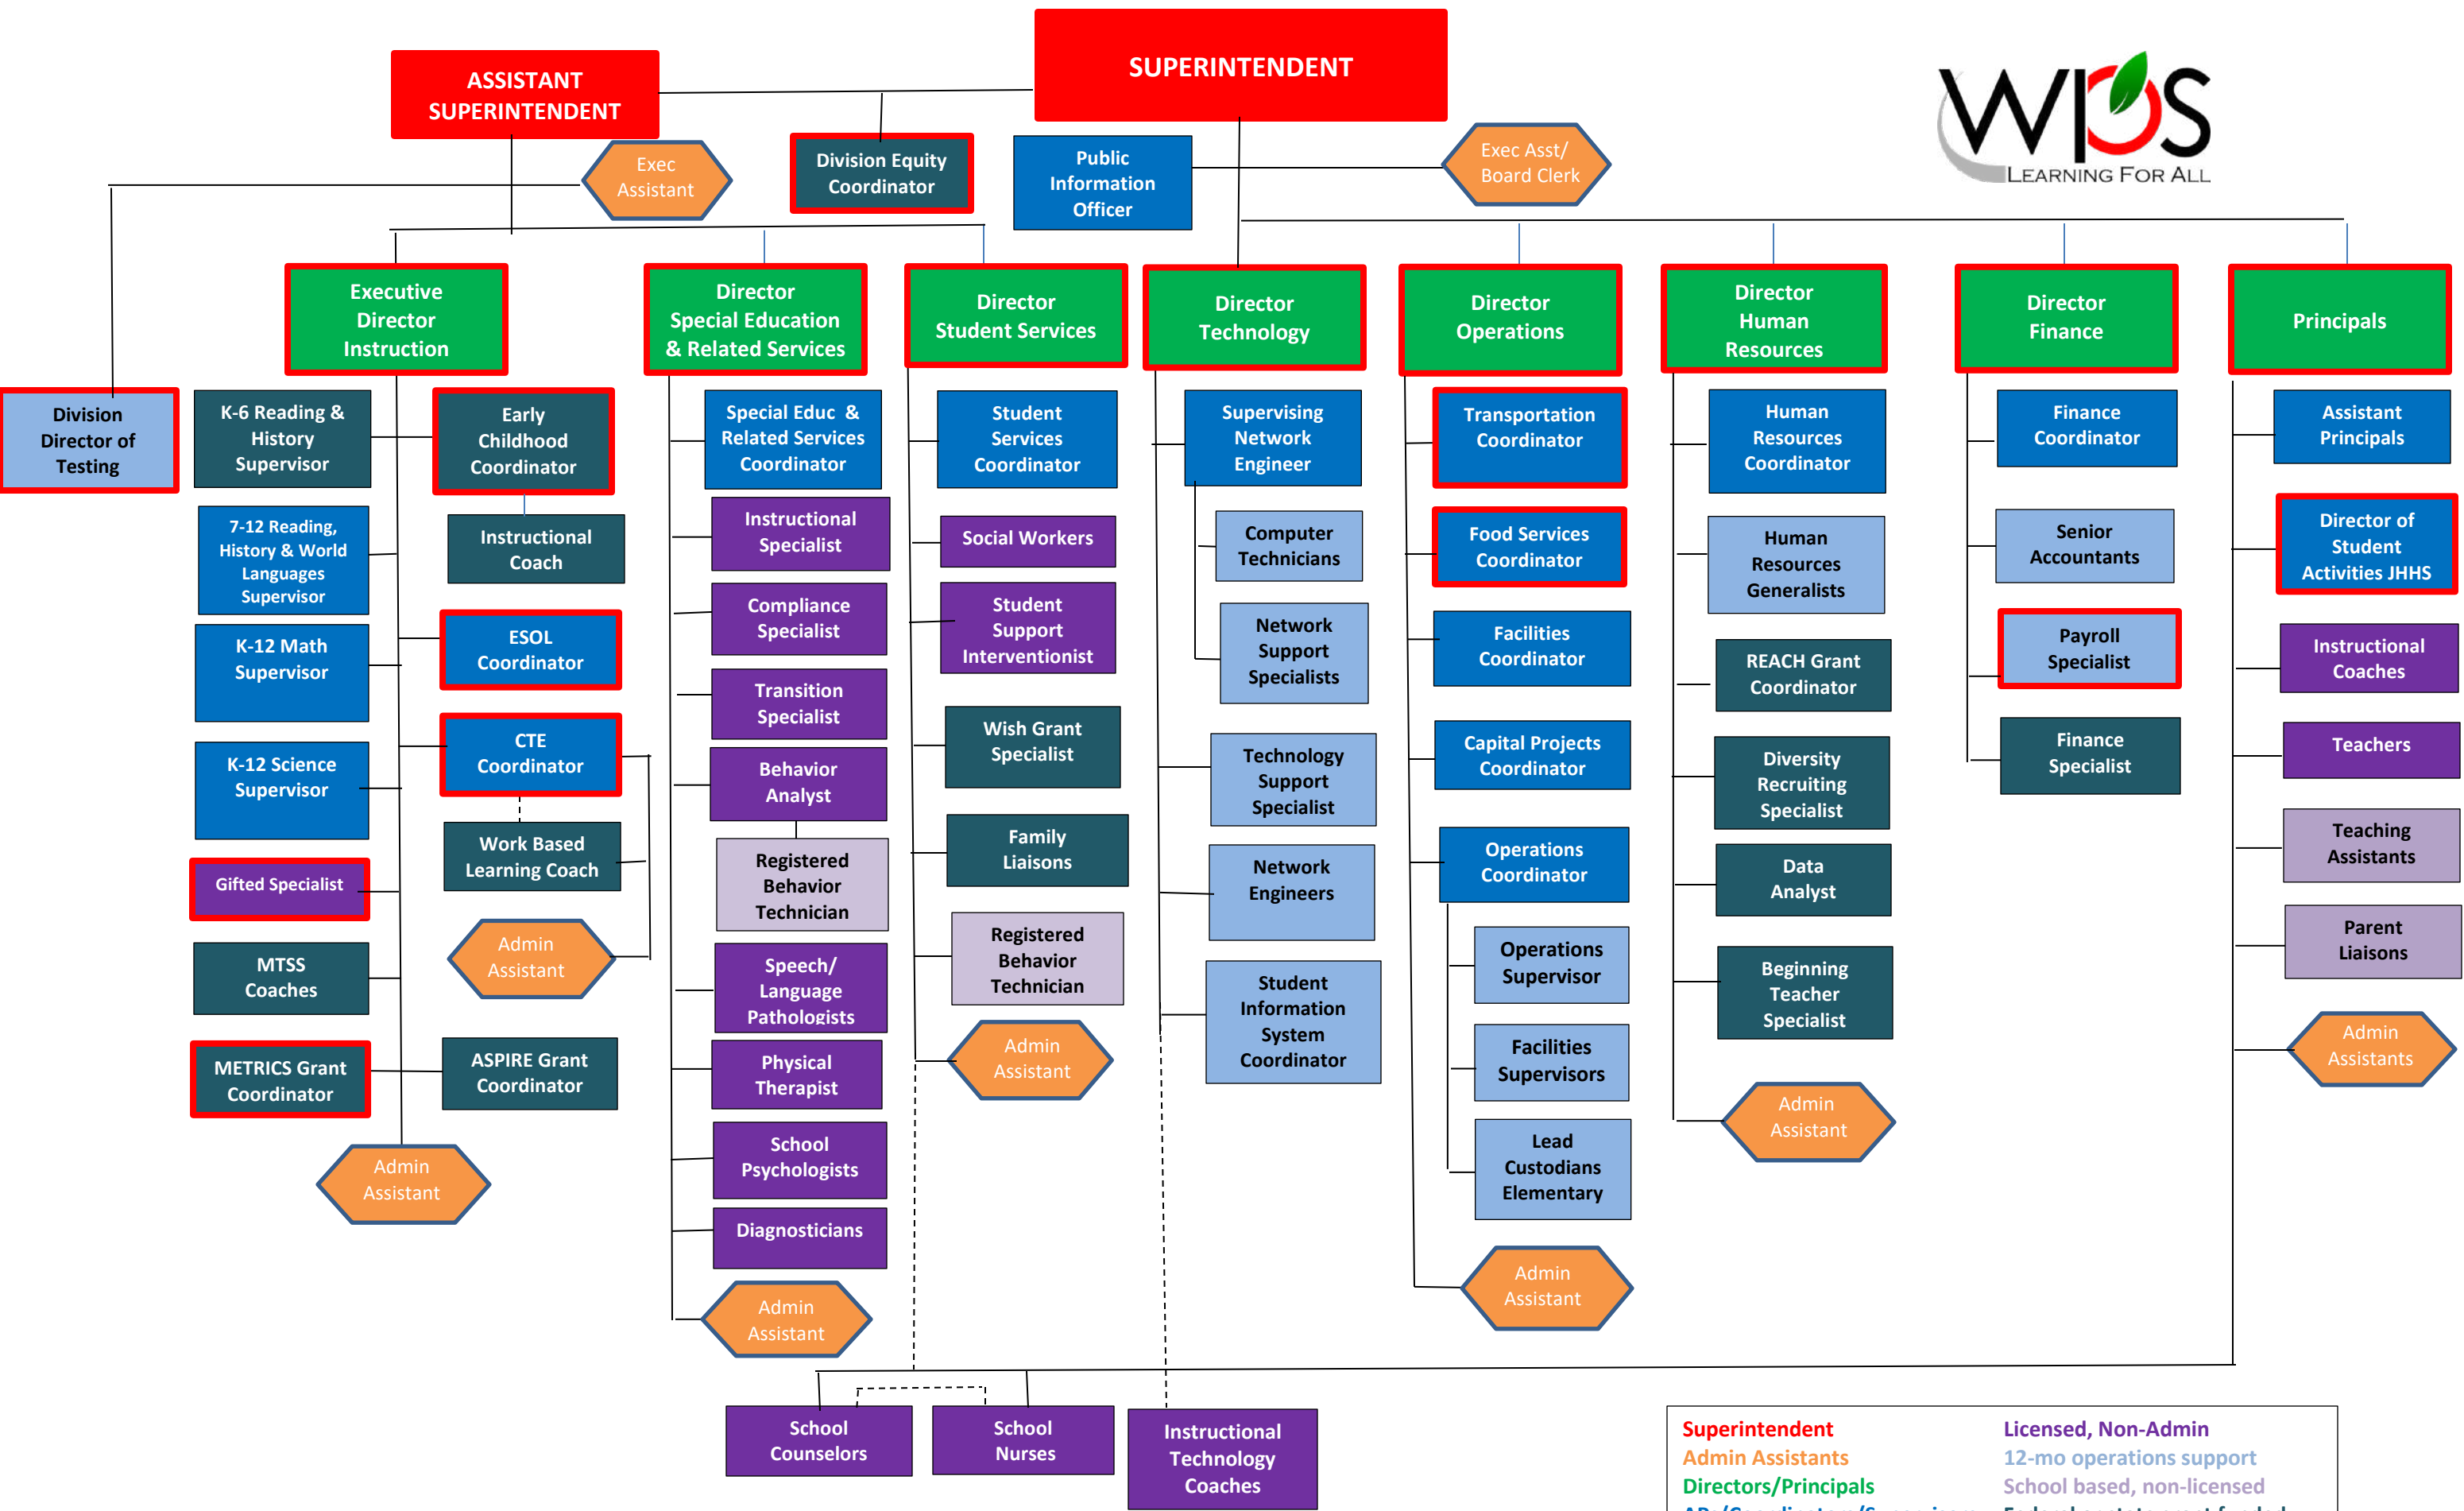 SUPERINTENDENT
ASSISTANT
SUPERINTENDENT
WPS
LEARNING FOR ALL
Exec
Assistant
Division Equity
Coordinator
Public
Information
Officer
Exec Asst/
Board Clerk
Executive
Director
Instruction
Director
Special Education
& Related Services
Director
Student Services
Director
Technology
Director
Operations
Director
Human
Resources
Director
Finance
Principals
Division
Director of
Testing
K-6 Reading &
History
Supervisor
Early
Childhood
Coordinator
7-12 Reading,
History & World
Languages
Supervisor
Instructional
Coach
K-12 Math
Supervisor
ESOL
Coordinator
K-12 Science
Supervisor
CTE
Coordinator
Work Based
Learning Coach
Gifted Specialist
Admin
Assistant
MTSS
Coaches
METRICS Grant
Coordinator
ASPIRE Grant
Coordinator
Admin
Assistant
Special Educ &
Related Services
Coordinator
Instructional
Specialist
Compliance
Specialist
Transition
Specialist
Behavior
Analyst
Registered
Behavior
Technician
Speech/
Language
Pathologists
Physical
Therapist
School
Psychologists
Diagnosticians
Admin
Assistant
Student
Services
Coordinator
Social Workers
Student
Support
Interventionist
Wish Grant
Specialist
Family
Liaisons
Registered
Behavior
Technician
Admin
Assistant
Supervising
Network
Engineer
Computer
Technicians
Network
Support
Specialists
Technology
Support
Specialist
Network
Engineers
Student
Information
System
Coordinator
Transportation
Coordinator
Food Services
Coordinator
Facilities
Coordinator
Capital Projects
Coordinator
Operations
Coordinator
Operations
Supervisor
Facilities
Supervisors
Lead
Custodians
Elementary
Admin
Assistant
Human
Resources
Coordinator
Human
Resources
Generalists
REACH Grant
Coordinator
Diversity
Recruiting
Specialist
Data
Analyst
Beginning
Teacher
Specialist
Admin
Assistant
Finance
Coordinator
Senior
Accountants
Payroll
Specialist
Finance
Specialist
Assistant
Principals
Director of
Student
Activities JHHS
Instructional
Coaches
Teachers
Teaching
Assistants
Parent
Liaisons
Admin
Assistants
School
Counselors
School
Nurses
Instructional
Technology
Coaches
Superintendent
Licensed, Non-Admin
Admin Assistants
12-mo operations support
Directors/Principals
School based, non-licensed